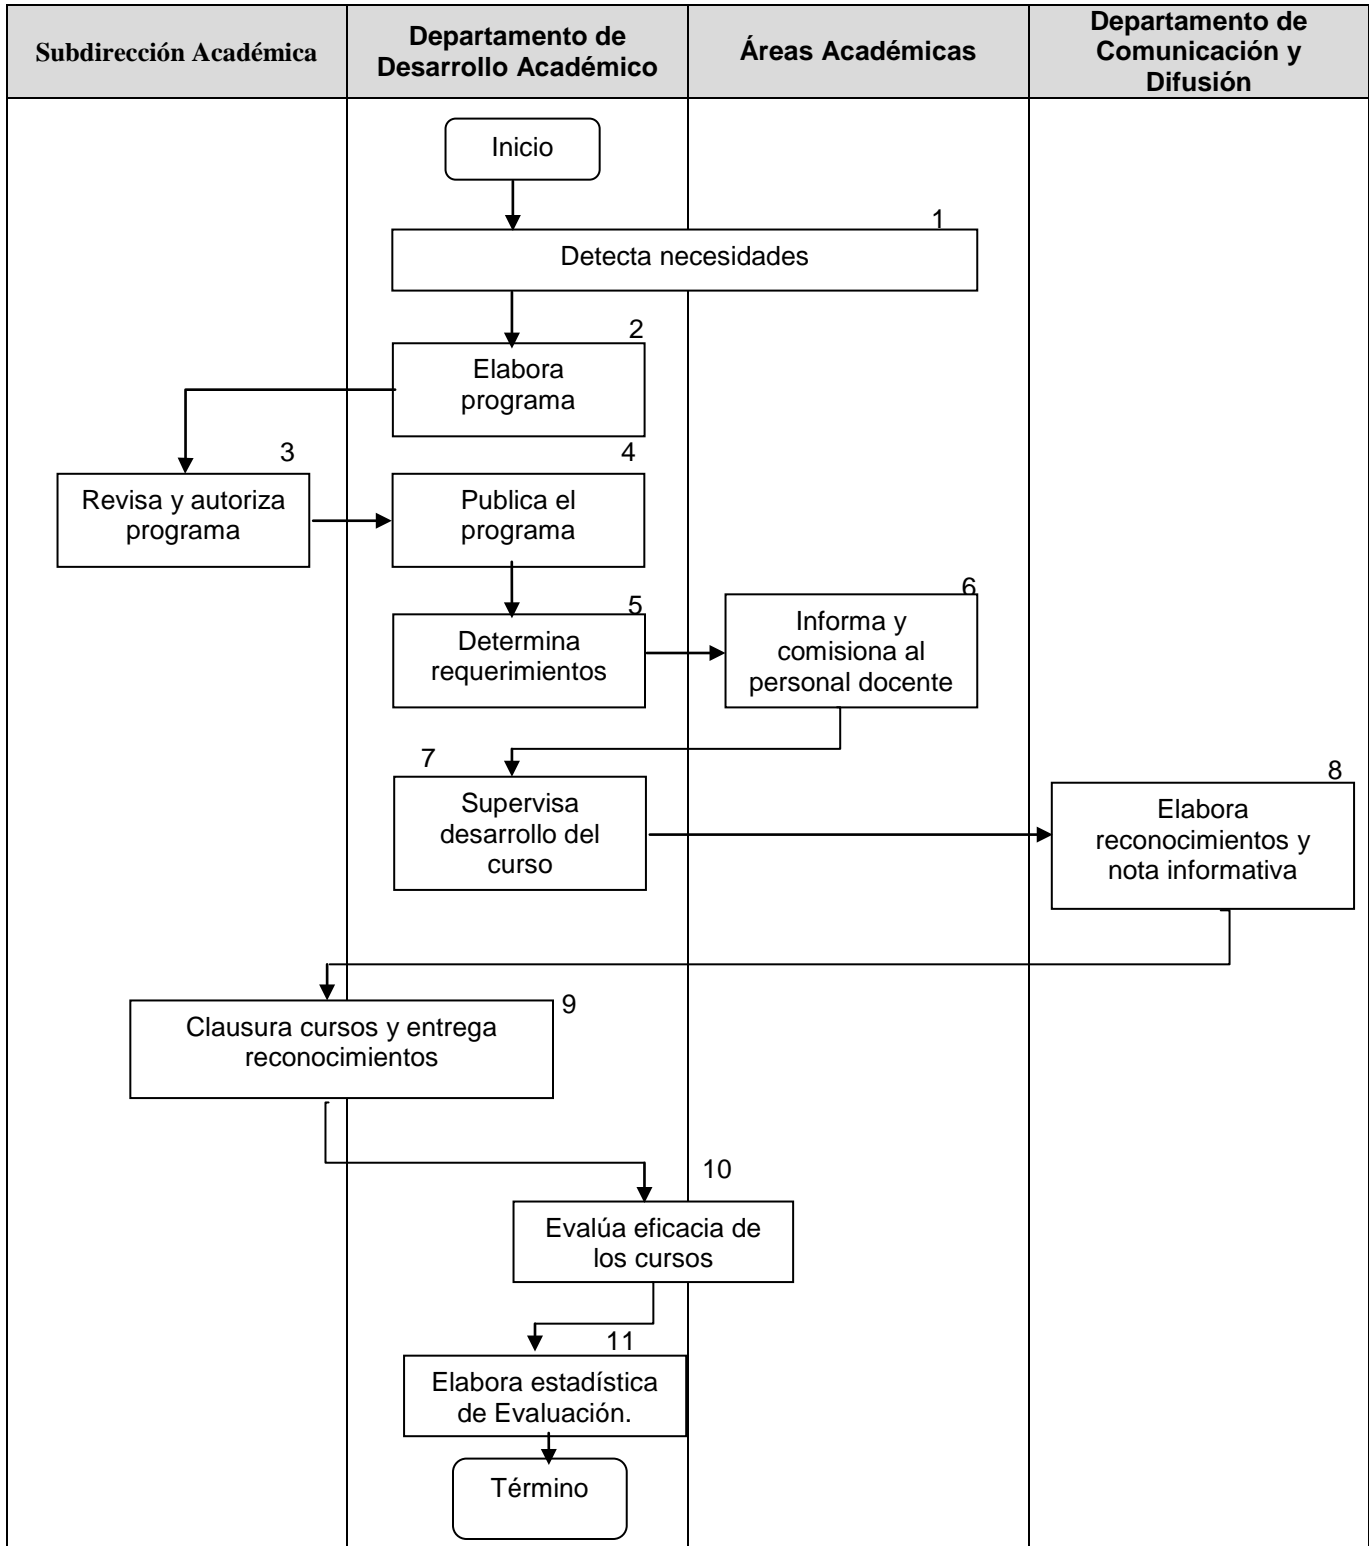 Subdirección Académica
Departamento de
Desarrollo Académico
Áreas Académicas
Departamento de
Comunicación y
Difusión
Inicio
1
Detecta necesidades
2
Elabora
programa
3
Revisa y autoriza
programa
4
Publica el
programa
5
Determina
requerimientos
6
Informa y
comisiona al
personal docente
7
Supervisa
desarrollo del
curso
8
Elabora
reconocimientos y
nota informativa
9
Clausura cursos y entrega
reconocimientos
10
Evalúa eficacia de
los cursos
11
Elabora estadística
de Evaluación.
Término